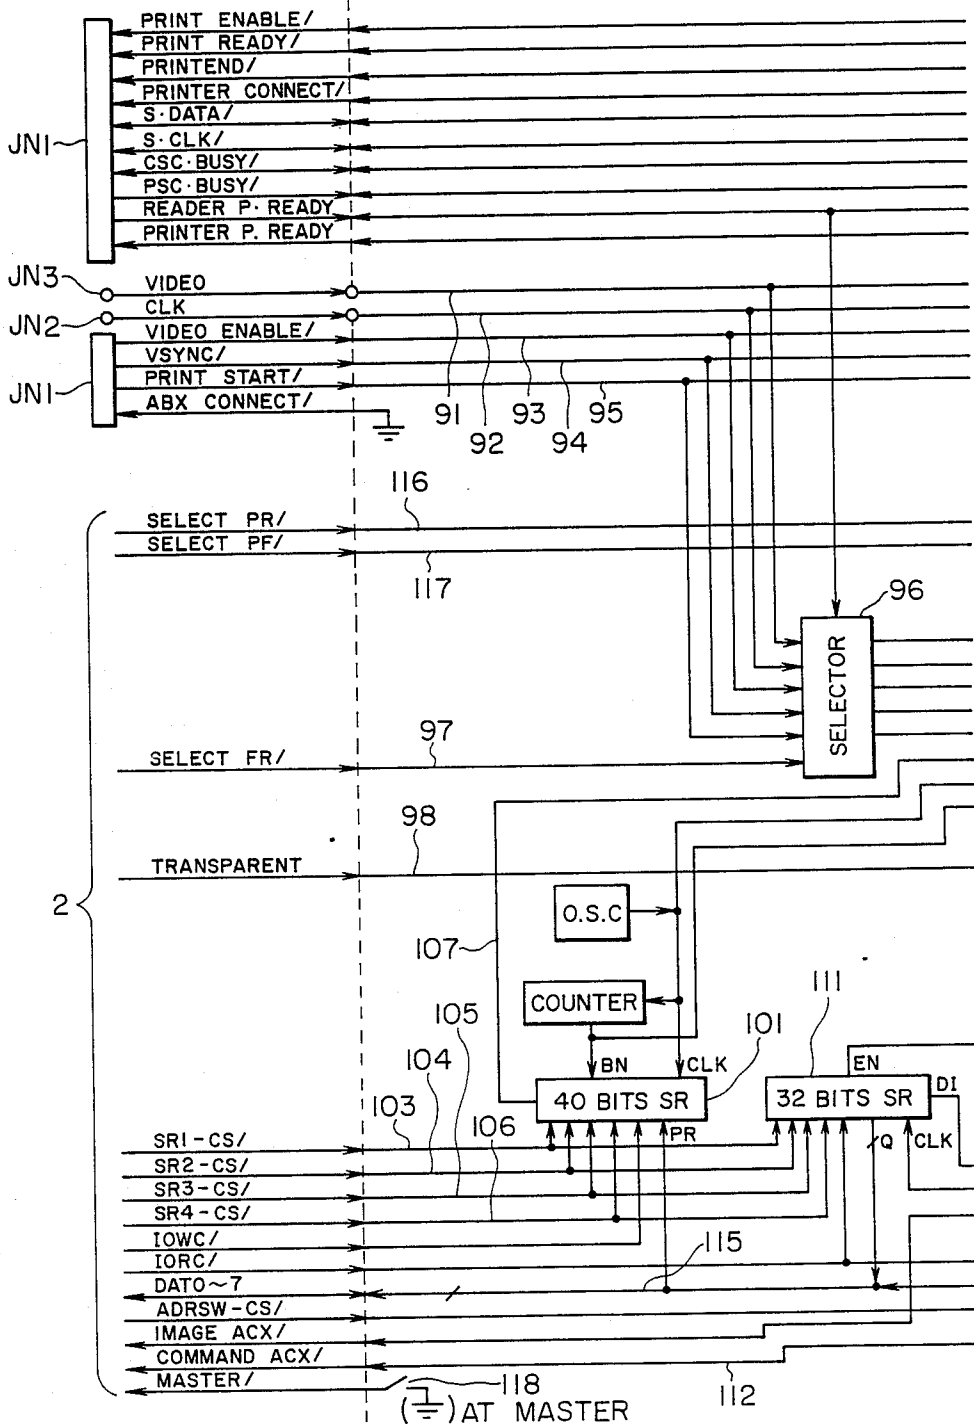 PRINT ENABLE/
PRINT READY/
PRINTEND/
PRINTER CONNECT/
S·DATA/
JN1
S·CLK/
CSC·BUSY/
PSC·BUSY/
READER P·READY
PRINTER P. READY
JN3
VIDEO
CLK
JN2
VIDEO ENABLE/
VSYNC/
PRINT START/
JN1
ABX CONNECT/
91
92
93
94
95
116
SELECT PR/
SELECT PF/
117
96
SELECTOR
97
SELECT FR/
98
TRANSPARENT
2
O.S.C
107
COUNTER
111
105
101
104
BN
CLK
EN
DI
103
40 BITS SR
32 BITS SR
106
PR
Q
CLK
SR1-CS/
SR2-CS/
SR3-CS/
SR4-CS/
IOWC/
IORC/
115
DAT0~7
ADRSW-CS/
IMAGE ACX/
COMMAND ACX/
MASTER/
118
112
( ) AT MASTER